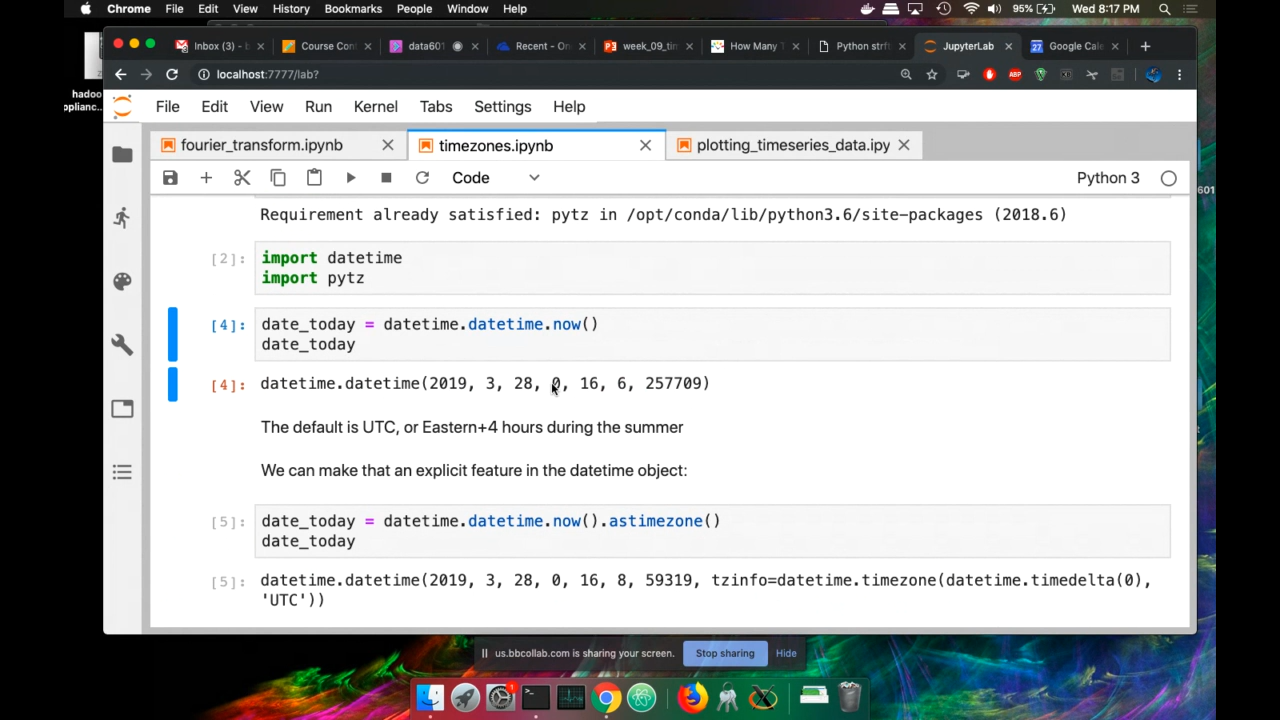 Chrome File Edit View History Bookmarks People Window Help 95% Wed 8:17 PM
Inbox (3) - b Course Con data601 Recent - On week_09_tim How Many T Python strf JupyterLab 27 Google Cale
localhost:7777/lab?
ABP
hadoo
pplianc...
File Edit View Run Kernel Tabs Settings Help
fourier_transform.ipynb timezones.ipynb plotting_timeseries_data.ipy
Code Python 3
601
Requirement already satisfied: pytz in /opt/conda/lib/python3.6/site-packages (2018.6)
[2]: import datetime
import pytz
[4]: date_today = datetime.datetime.now()
date_today
[4]: datetime.datetime(2019, 3, 28, 0, 16, 6, 257709)
The default is UTC, or Eastern+4 hours during the summer
We can make that an explicit feature in the datetime object:
[5]: date_today = datetime.datetime.now().astimezone()
date_today
[5]: datetime.datetime(2019, 3, 28, 0, 16, 8, 59319, tzinfo=datetime.timezone(datetime.timedelta(0),
'UTC'))
us.bbcollab.com is sharing your screen. Stop sharing Hide
1